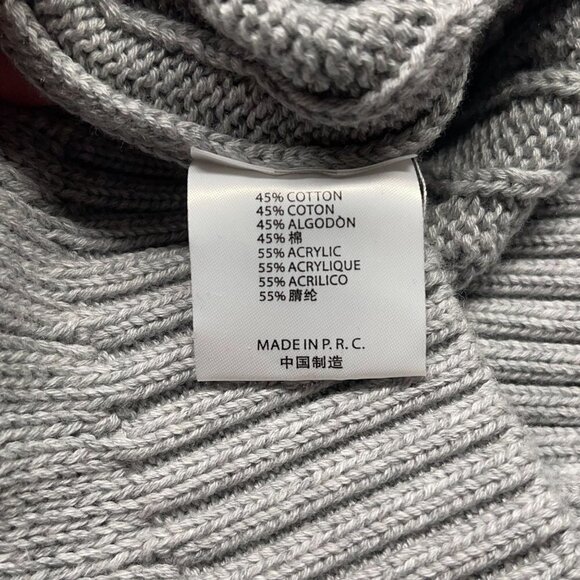 45% COTTON
45% COTON
45% ALGODÒN
45% 棉
55% ACRYLIC
55% ACRYLIQUE
55% ACRILICO
55% 腈纶
MADE IN P. R. C.
中国制造